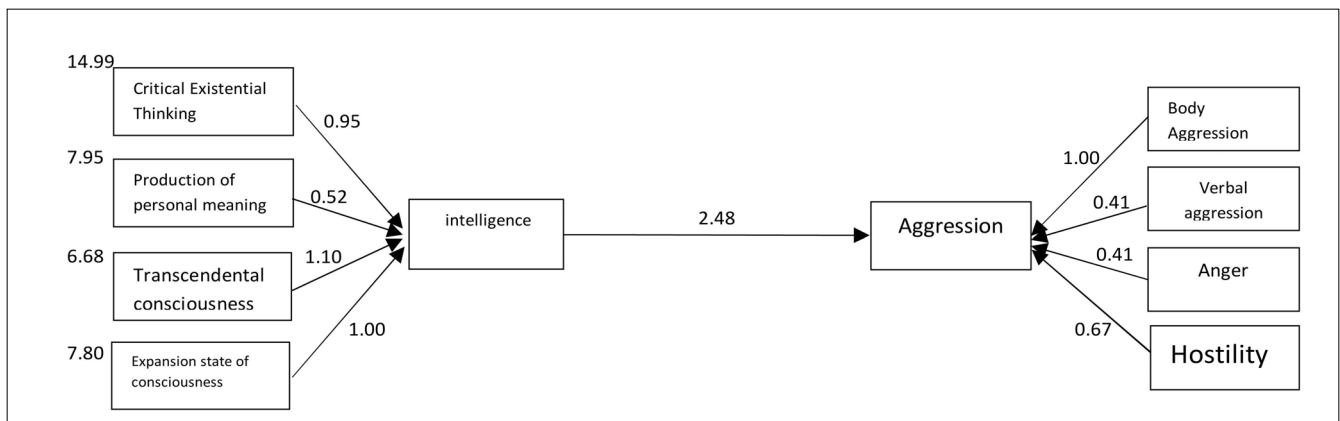 14.99
Critical Existential
Thinking
0.95
7.95
Production of
personal meaning
0.52
6.68
Transcendental
consciousness
1.10
7.80
Expansion state of
consciousness
1.00
intelligence
2.48
Aggression
Body
Aggression
1.00
Verbal
aggression
0.41
Anger
0.41
Hostility
0.67